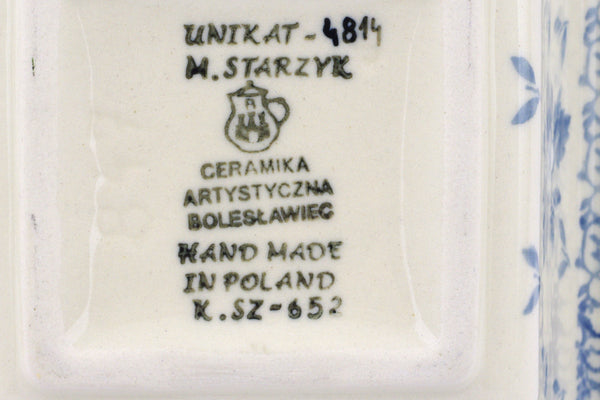 UNIKAT - 4814
M. STARZYK
CERAMIKA
ARTYSTYCZNA
BOLESŁAWIEC
HAND MADE
IN POLAND
K.SZ-652